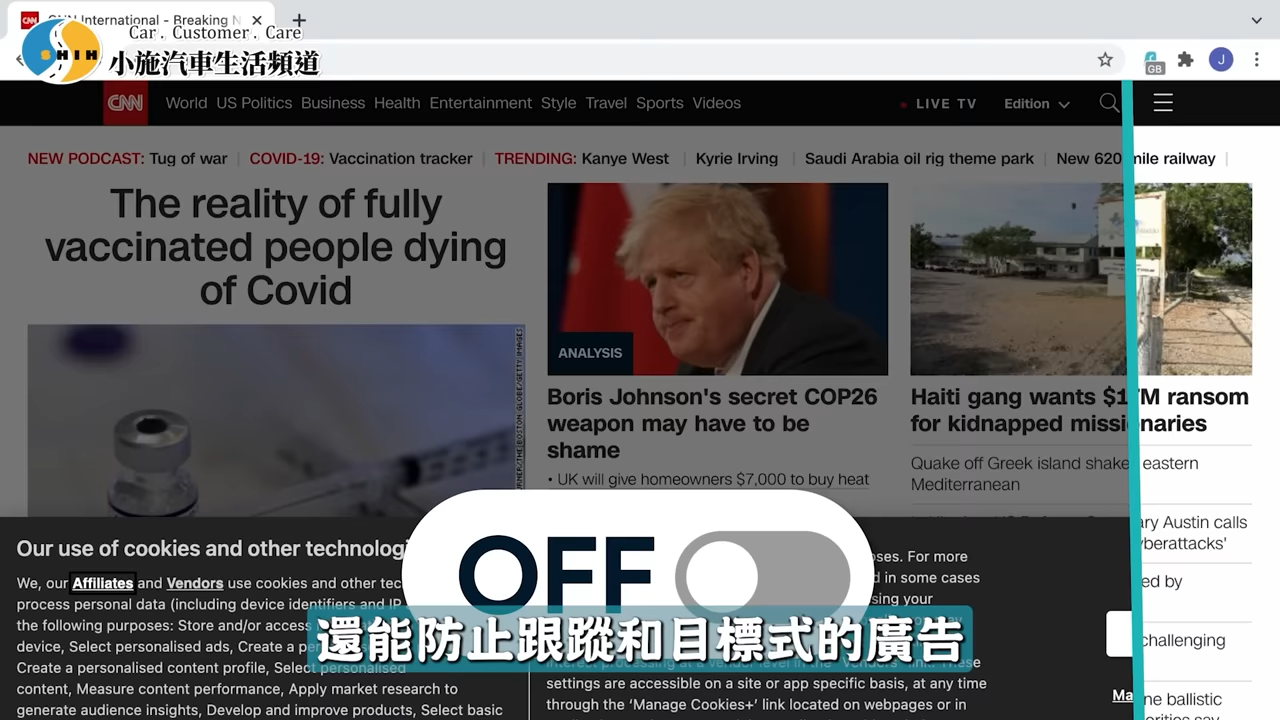 CNN International - Breaking N
Car. Customer. Care
SHIH
小施汽車生活頻道
GB
J
CNN
World US Politics Business Health Entertainment Style Travel Sports Videos
LIVE TV
Edition
NEW PODCAST: Tug of war
COVID-19: Vaccination tracker
TRENDING: Kanye West
Kyrie Irving
Saudi Arabia oil rig theme park
New 620 mile railway
The reality of fully
vaccinated people dying
of Covid
ANALYSIS
Boris Johnson's secret COP26
weapon may have to be
shame
• UK will give homeowners $7,000 to buy heat
Haiti gang wants $17M ransom
for kidnapped missionaries
Quake off Greek island shakes eastern
Mediterranean
ary Austin calls
yberattacks'
ed by
challenging
ne ballistic
Our use of cookies and other technologi
We, our Affiliates and Vendors use cookies and other tec
process personal data (including device identifiers and IP
the following purposes: Store and/or access
device, Select personalised ads, Create a pe
Create a personalised content profile, Select personalised
content, Measure content performance, Apply market research to
generate audience insights, Develop and improve products, Select basic
oses. For more
d in some cases
sing your
settings are accessible on a site or app specific basis, at any time
through the ‘Manage Cookies+’ link located on webpages or in
Ma
OFF
還能防止跟蹤和目標式的廣告